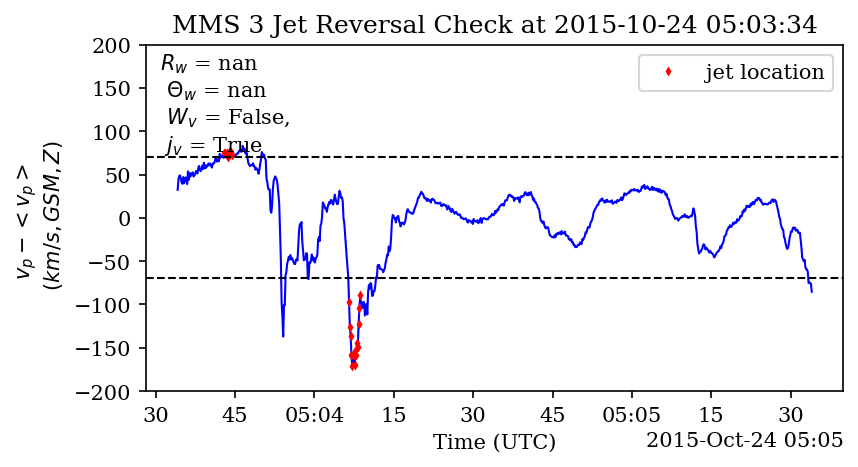 MMS 3 Jet Reversal Check at 2015-10-24 05:03:34
R_w = nan
Θ_w = nan
W_v = False,
j_v = True
jet location
v_p − < v_p >
(km/s, GSM, Z)
200
150
100
50
0
−50
−100
−150
−200
30 45 05:04 15 30 45 05:05 15 30
Time (UTC)
2015-Oct-24 05:05